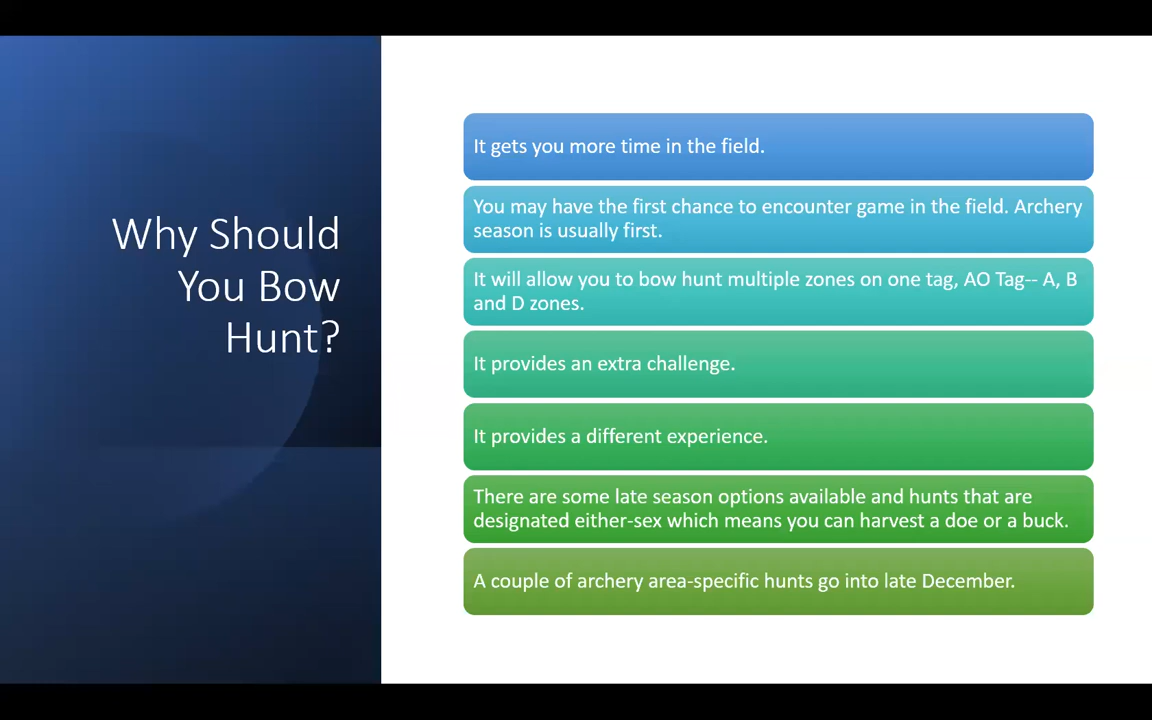 Why Should
You Bow
Hunt?
It gets you more time in the field.
You may have the first chance to encounter game in the field. Archery
season is usually first.
It will allow you to bow hunt multiple zones on one tag, AO Tag-- A, B
and D zones.
It provides an extra challenge.
It provides a different experience.
There are some late season options available and hunts that are
designated either-sex which means you can harvest a doe or a buck.
A couple of archery area-specific hunts go into late December.